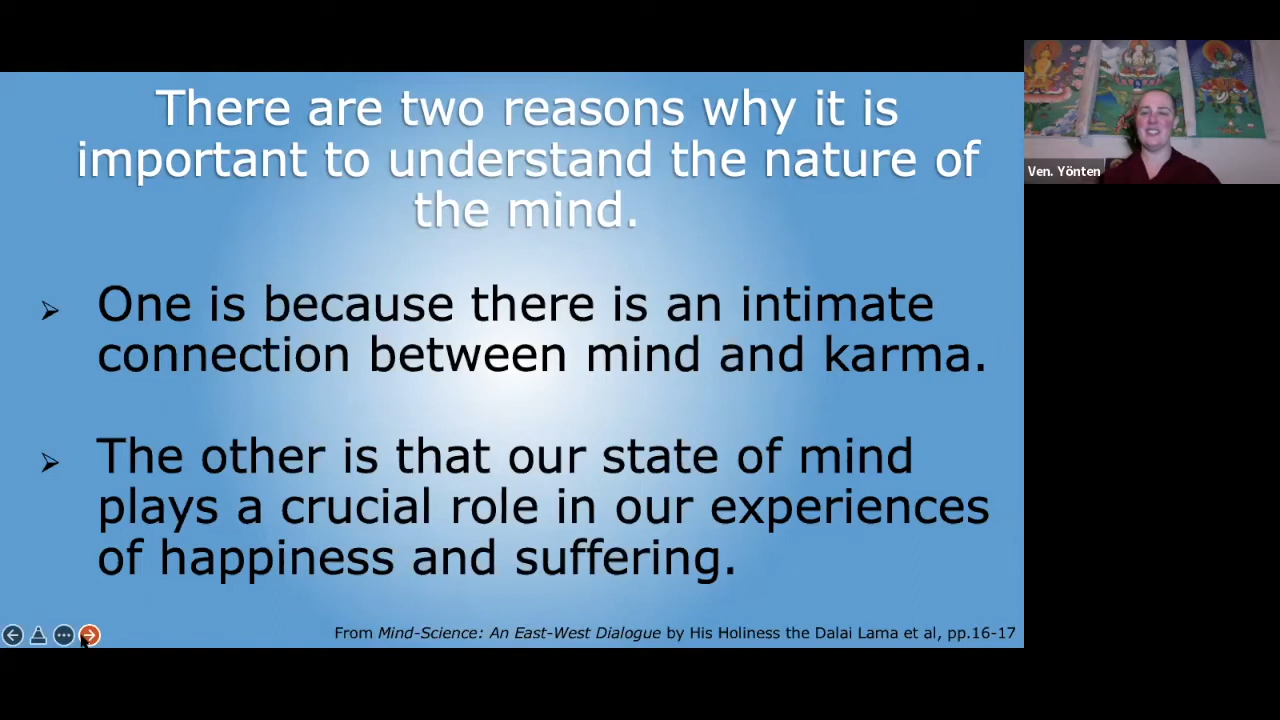 There are two reasons why it is
important to understand the nature of
the mind.
➢ One is because there is an intimate
connection between mind and karma.
➢ The other is that our state of mind
plays a crucial role in our experiences
of happiness and suffering.
From Mind-Science: An East-West Dialogue by His Holiness the Dalai Lama et al, pp.16-17
Ven. Yönten